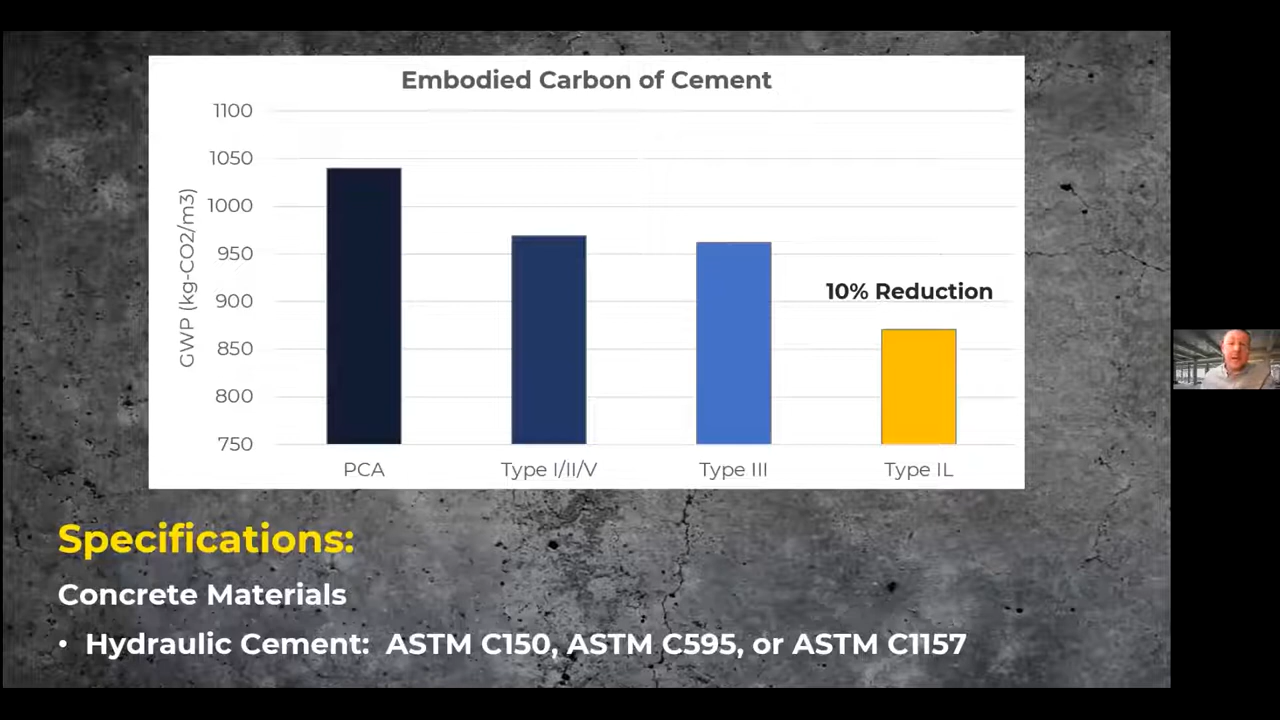 Embodied Carbon of Cement
1100
1050
1000
950
900
850
800
750
GWP (kg-CO2/m3)
10% Reduction
PCA
Type I/II/V
Type III
Type IL
Specifications:
Concrete Materials
• Hydraulic Cement: ASTM C150, ASTM C595, or ASTM C1157